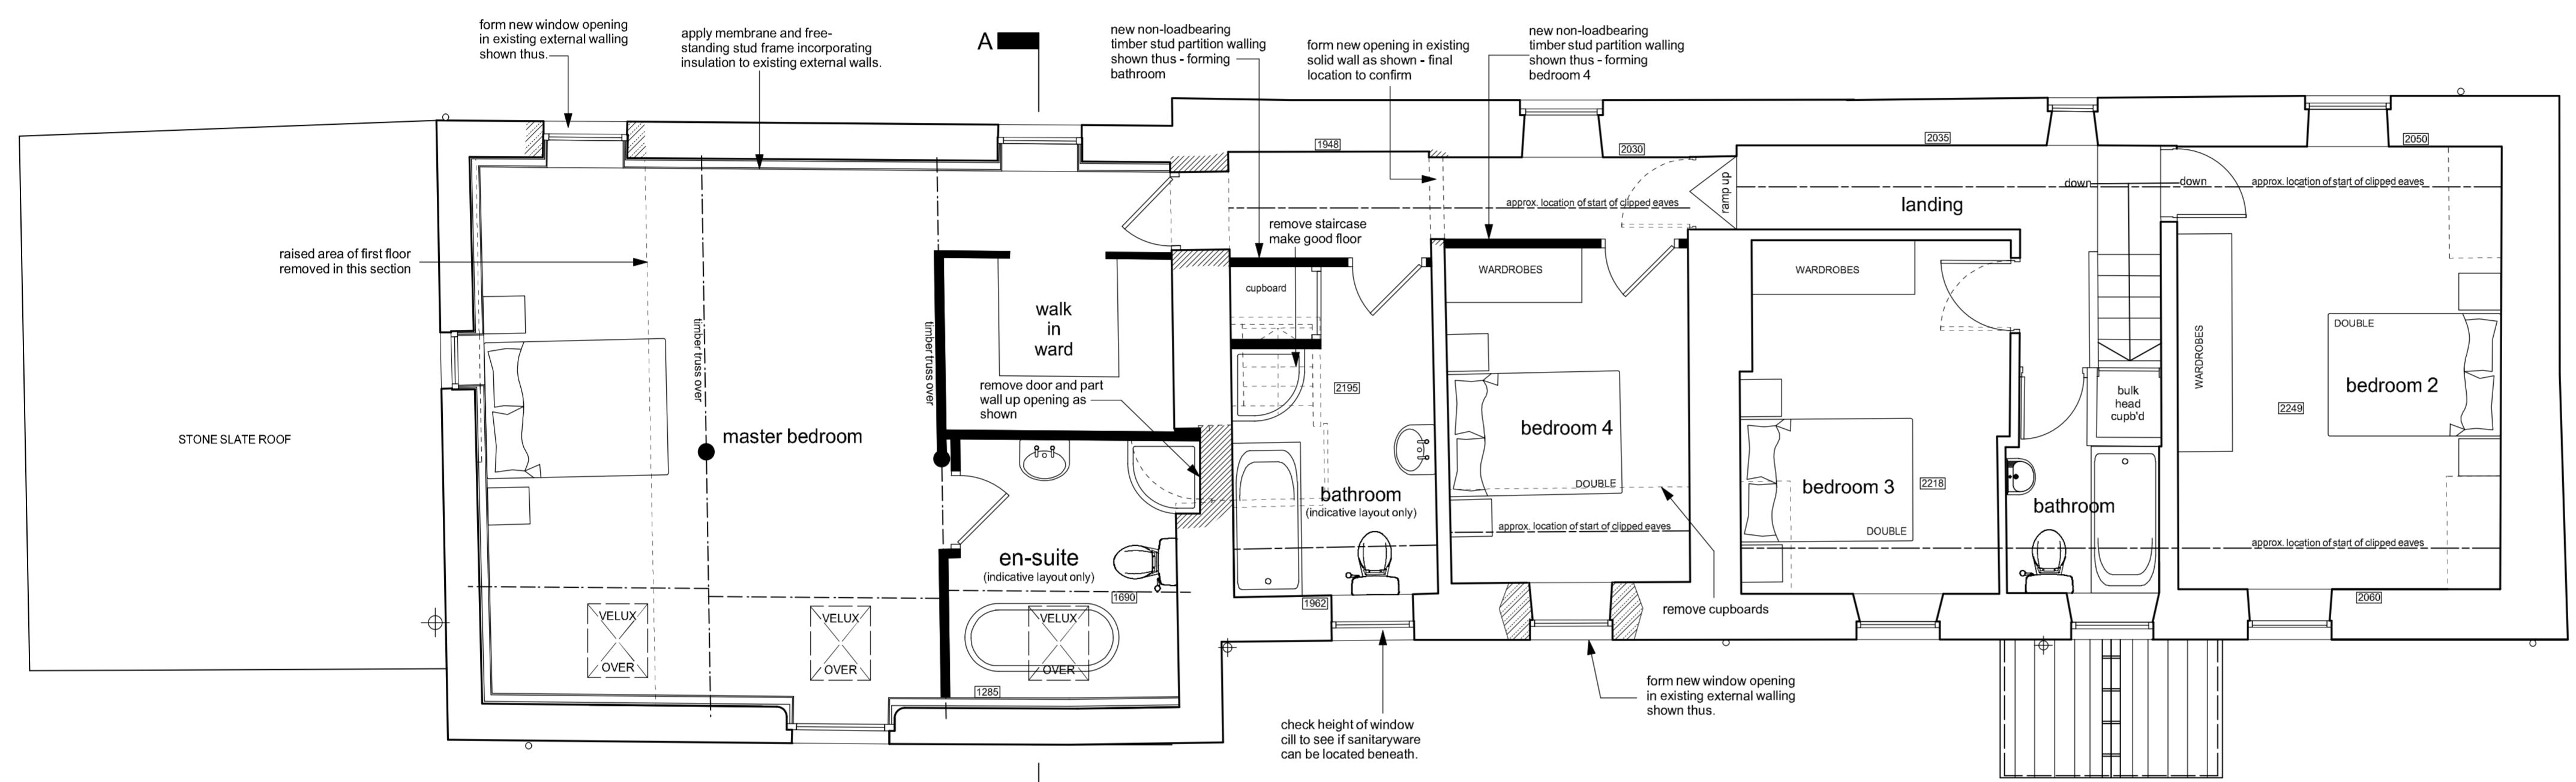 form new window opening
in existing external walling
shown thus.
apply membrane and free-
standing stud frame incorporating
insulation to existing external walls.
A
new non-loadbearing
timber stud partition walling
shown thus - forming
bathroom
form new opening in existing
solid wall as shown - final
location to confirm
new non-loadbearing
timber stud partition walling
shown thus - forming
bedroom 4
1948
2030
2035
2050
ramp up
down
down
approx. location of start of clipped eaves
approx. location of start of clipped eaves
landing
remove staircase
make good floor
raised area of first floor
removed in this section
WARDROBES
WARDROBES
cupboard
walk
in
ward
timber truss over
timber truss over
DOUBLE
WARDROBES
remove door and part
wall up opening as
shown
2195
bulk
head
cupb'd
bedroom 2
2249
STONE SLATE ROOF
master bedroom
bedroom 4
DOUBLE
bedroom 3
2218
bathroom
(indicative layout only)
bathroom
approx. location of start of clipped eaves
DOUBLE
approx. location of start of clipped eaves
en-suite
(indicative layout only)
1690
1962
2060
remove cupboards
VELUX
OVER
VELUX
OVER
VELUX
OVER
1285
form new window opening
in existing external walling
shown thus.
check height of window
cill to see if sanitaryware
can be located beneath.